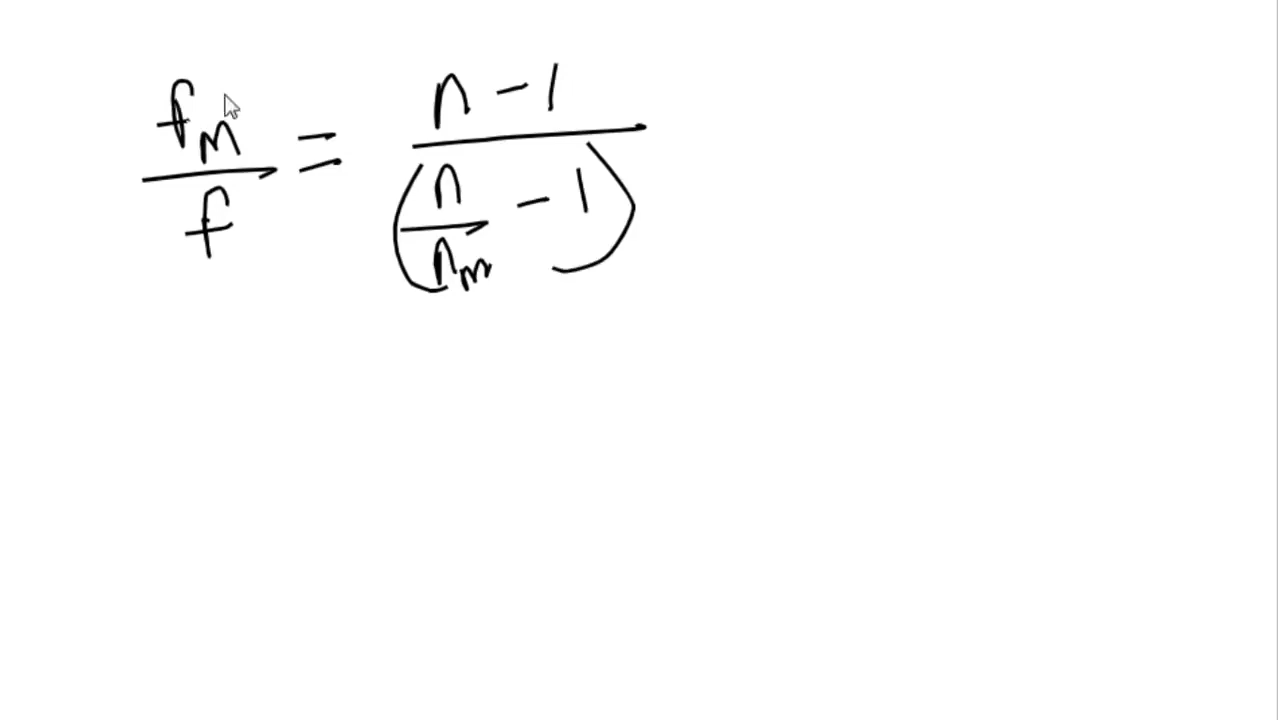 f_m / f = (n - 1) / (n / n_m - 1)